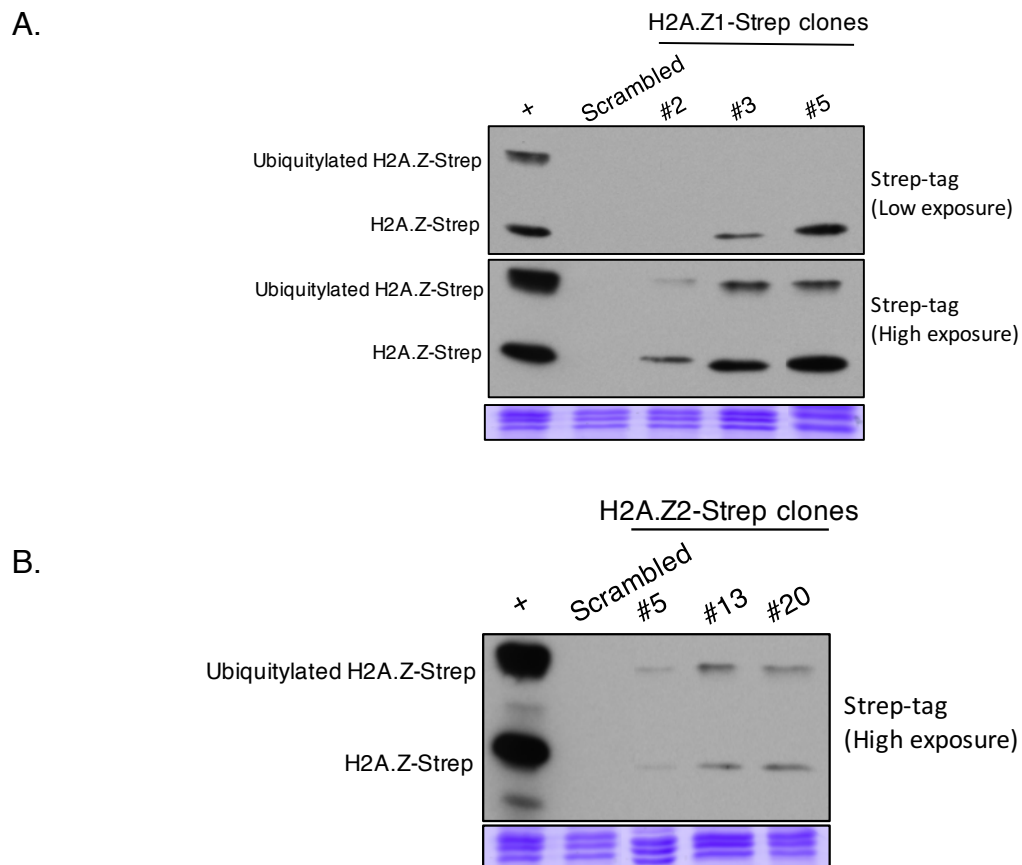 A.
H2A.Z1-Strep clones
+ Scrambled #2 #3 #5
Ubiquitylated H2A.Z-Strep
H2A.Z-Strep
Strep-tag
(Low exposure)
Ubiquitylated H2A.Z-Strep
H2A.Z-Strep
Strep-tag
(High exposure)
B.
H2A.Z2-Strep clones
+ Scrambled #5 #13 #20
Ubiquitylated H2A.Z-Strep
H2A.Z-Strep
Strep-tag
(High exposure)